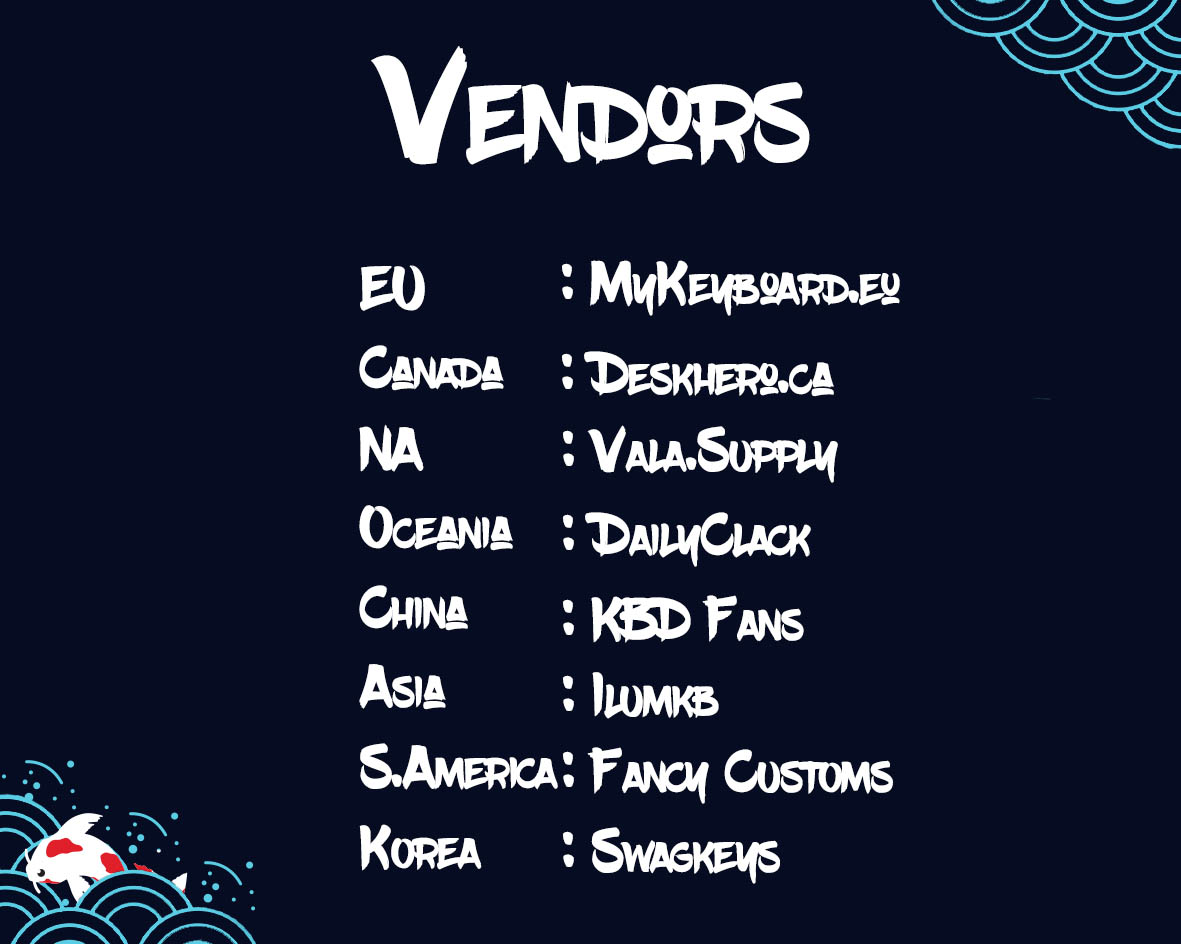 Vendors
EU : MyKeyboard.eu
Canada : Deskhero.ca
NA : Vala.Supply
Oceania : DailyClack
China : KBD Fans
Asia : Ilumkb
S.America : Fancy Customs
Korea : Swagkeys